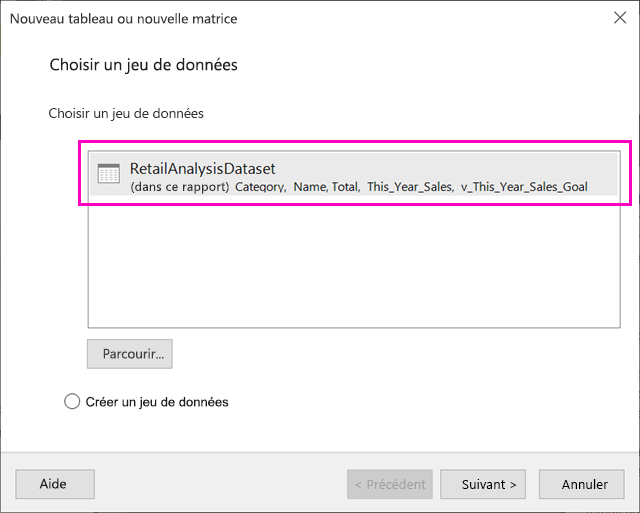 Nouveau tableau ou nouvelle matrice
Choisir un jeu de données
Choisir un jeu de données
RetailAnalysisDataset
(dans ce rapport) Category, Name, Total, This_Year_Sales, v_This_Year_Sales_Goal
Parcourir...
Créer un jeu de données
Aide
< Précédent
Suivant >
Annuler